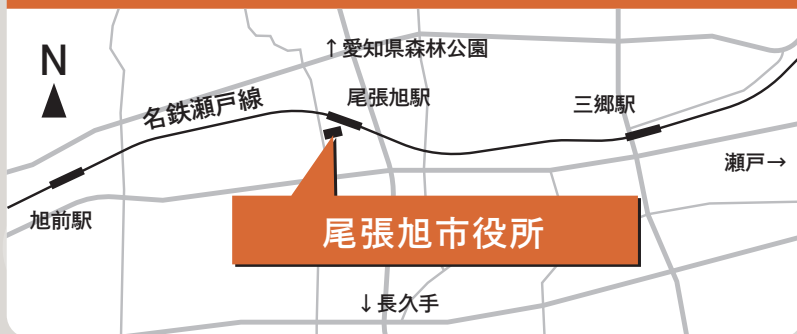 N
↑愛知県森林公園
名鉄瀬戸線
尾張旭駅
三郷駅
瀬戸→
旭前駅
尾張旭市役所
↓長久手